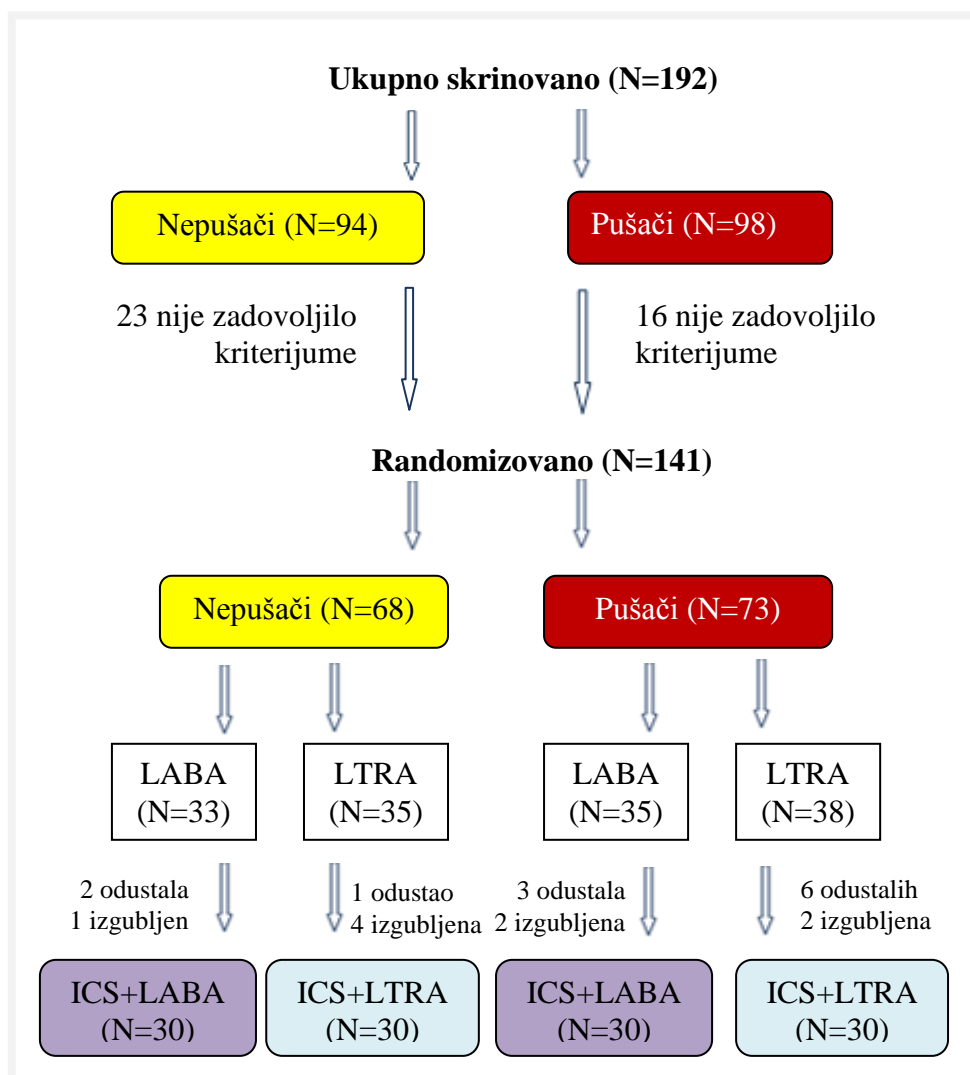 Ukupno skrinovano (N=192)
Nepušači (N=94)
Pušači (N=98)
23 nije zadovoljilo
kriterijume
16 nije zadovoljilo
kriterijume
Randomizovano (N=141)
Nepušači (N=68)
Pušači (N=73)
LABA
(N=33)
LTRA
(N=35)
LABA
(N=35)
LTRA
(N=38)
2 odustala
1 izgubljen
1 odustao
4 izgubljena
3 odustala
2 izgubljena
6 odustalih
2 izgubljena
ICS+LABA
(N=30)
ICS+LTRA
(N=30)
ICS+LABA
(N=30)
ICS+LTRA
(N=30)